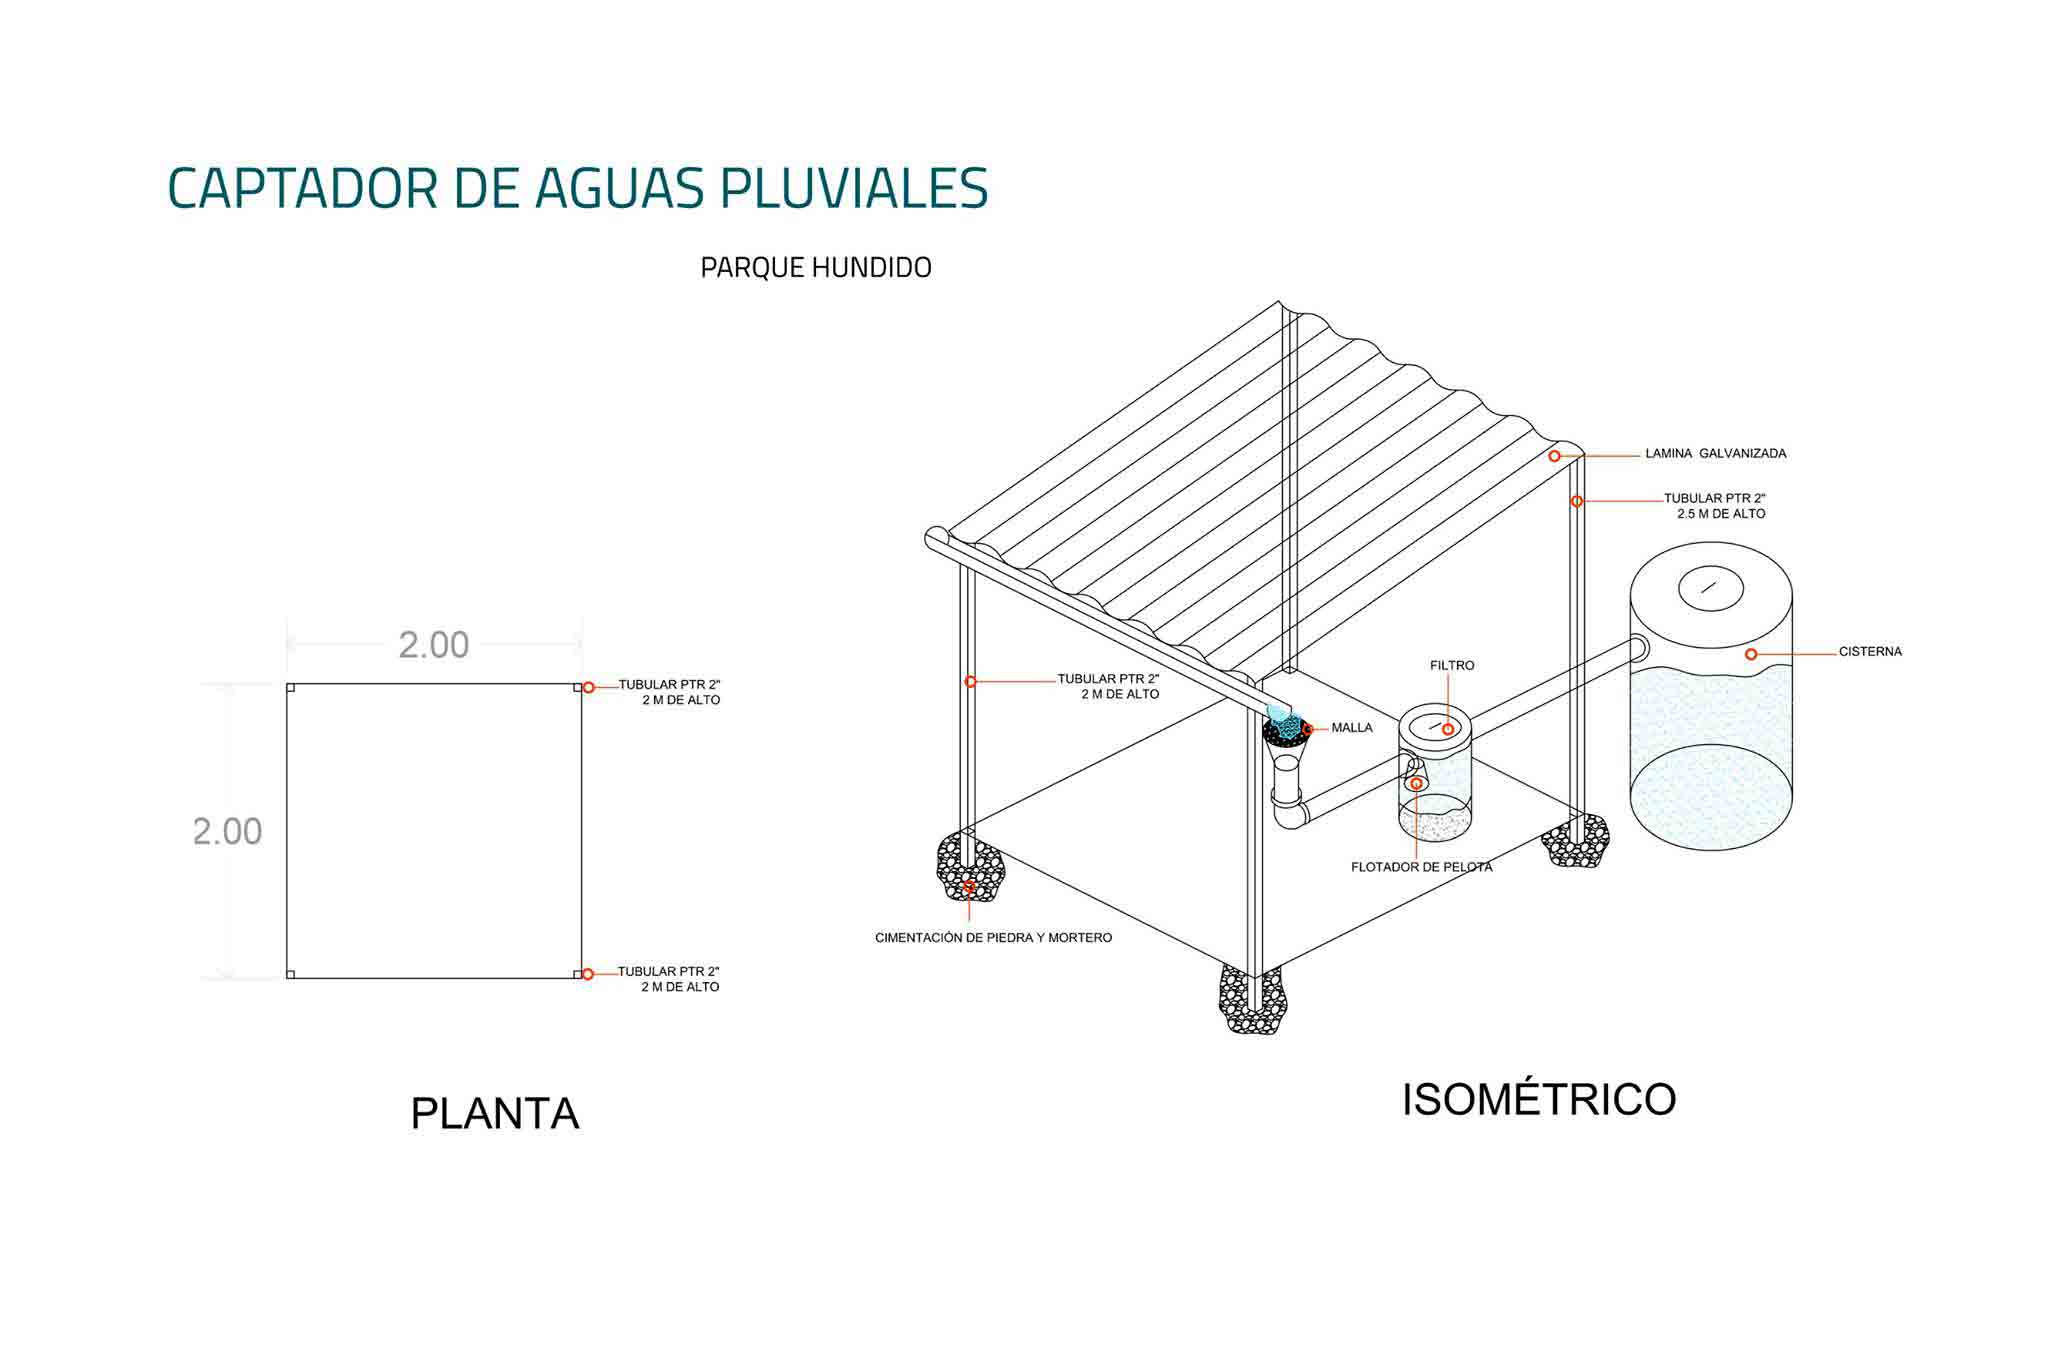 CAPTADOR DE AGUAS PLUVIALES
PARQUE HUNDIDO
LAMINA GALVANIZADA
TUBULAR PTR 2"
2.5 M DE ALTO
CISTERNA
FILTRO
TUBULAR PTR 2"
2 M DE ALTO
MALLA
FLOTADOR DE PELOTA
CIMENTACIÓN DE PIEDRA Y MORTERO
2.00
TUBULAR PTR 2"
2 M DE ALTO
2.00
TUBULAR PTR 2"
2 M DE ALTO
PLANTA
ISOMÉTRICO